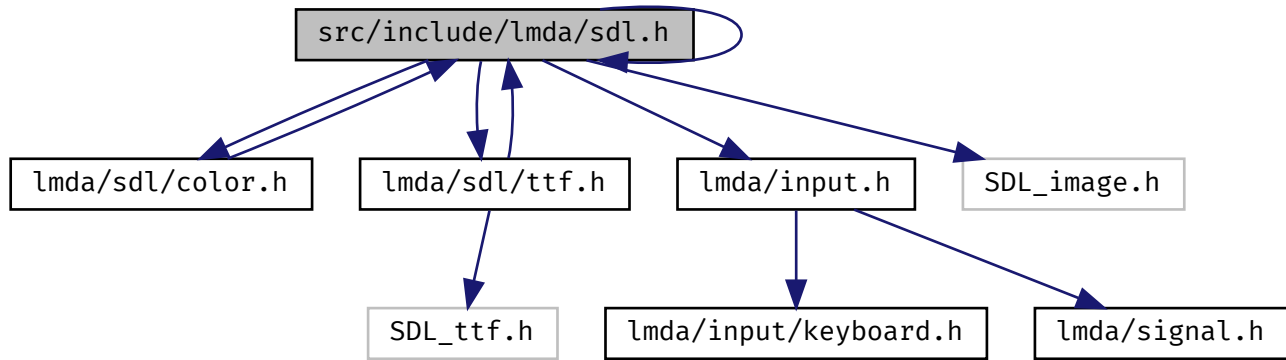 src/include/lmda/sdl.h
lmda/sdl/color.h
lmda/sdl/ttf.h
lmda/input.h
SDL_image.h
SDL_ttf.h
lmda/input/keyboard.h
lmda/signal.h